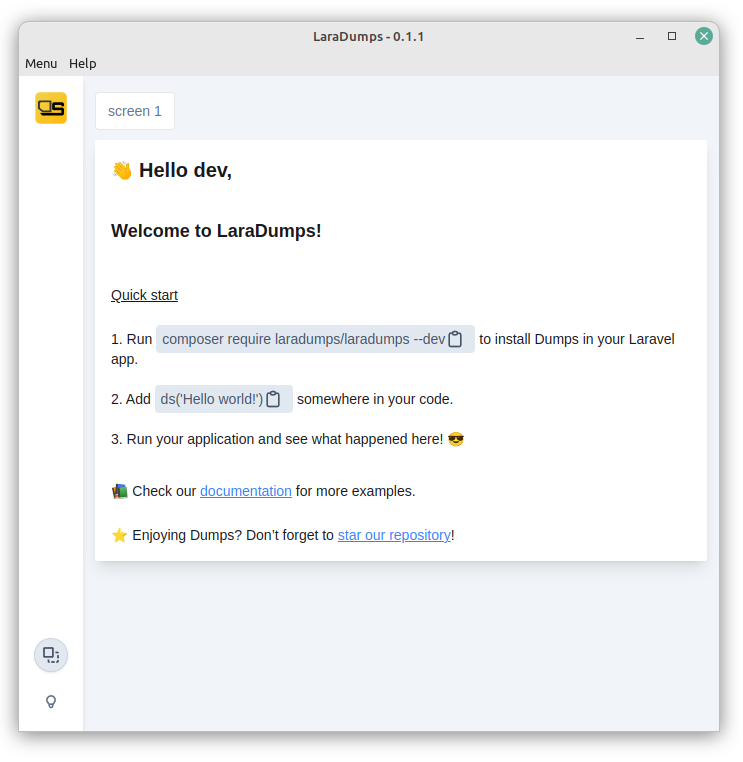 LaraDumps - 0.1.1
Menu Help
screen 1
👋 Hello dev,
Welcome to LaraDumps!
Quick start
1. Run composer require laradumps/laradumps --dev to install Dumps in your Laravel
app.
2. Add ds('Hello world!') somewhere in your code.
3. Run your application and see what happened here! 😎
📚 Check our documentation for more examples.
⭐ Enjoying Dumps? Don’t forget to star our repository!